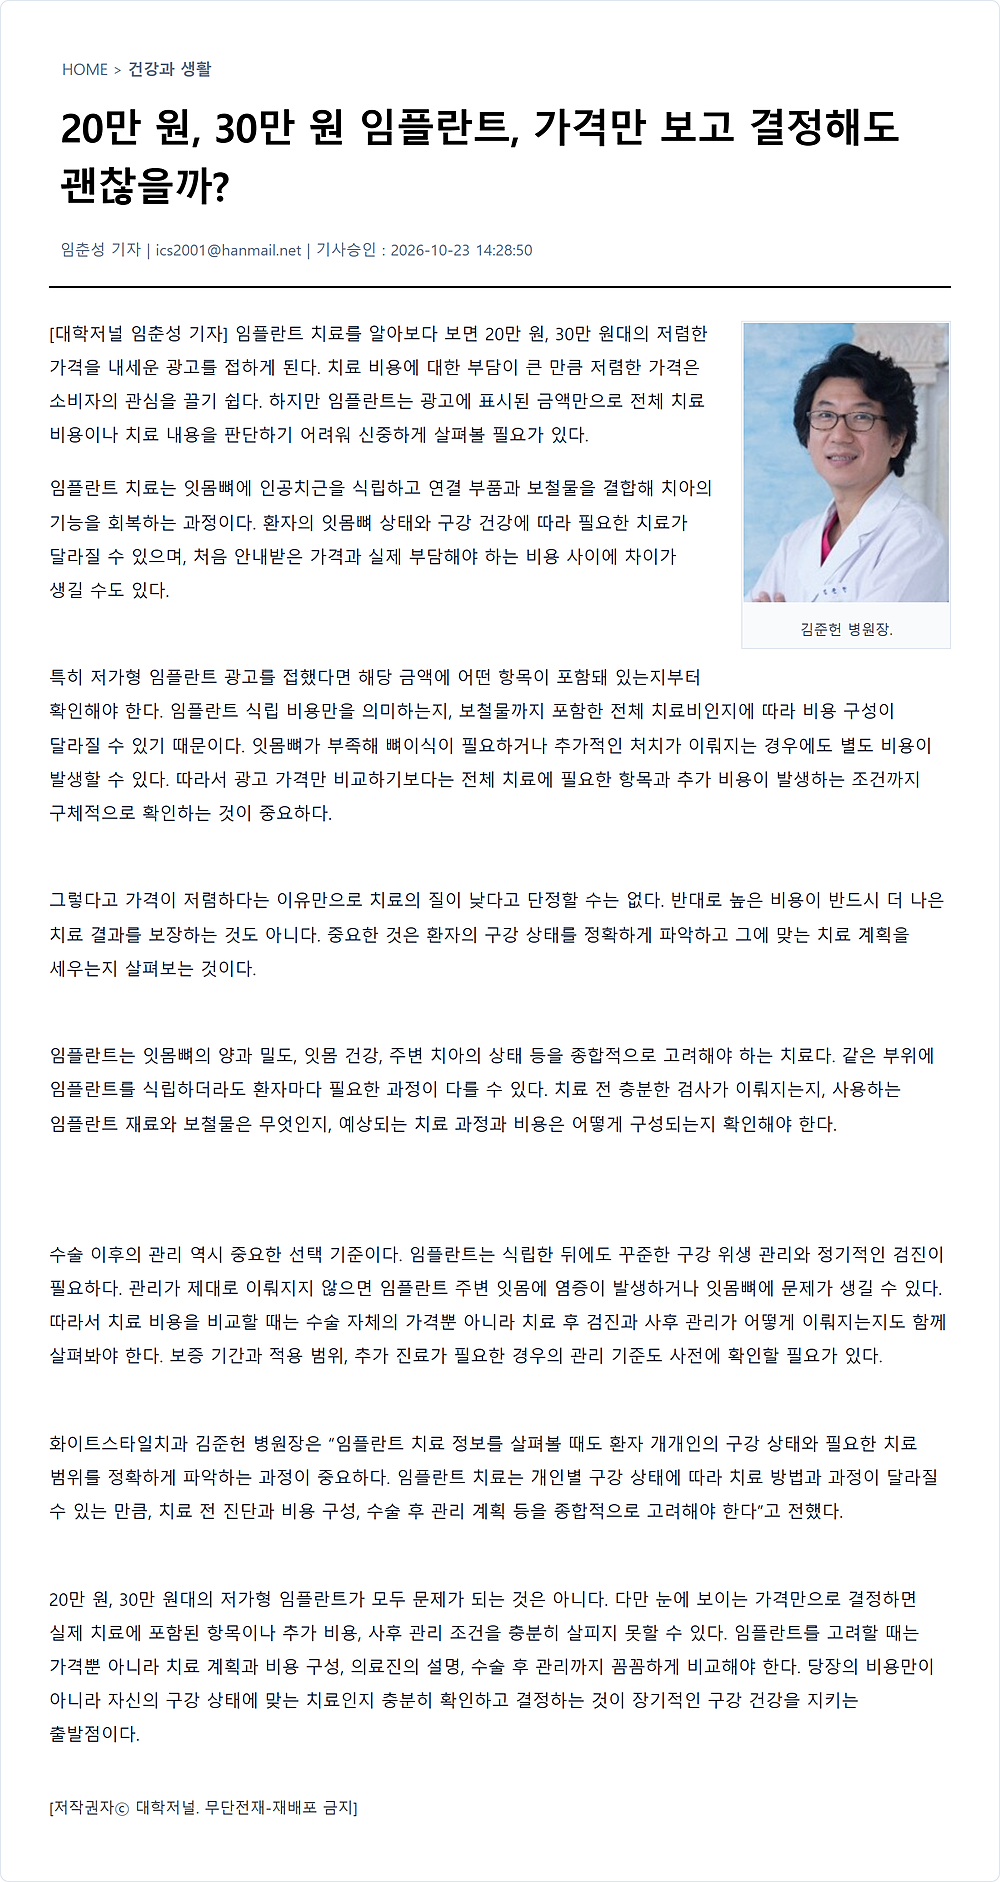 HOME > 건강과 생활
20만 원, 30만 원 임플란트, 가격만 보고 결정해도
괜찮을까?
임춘성 기자 | ics2001@hanmail.net | 기사승인 : 2026-10-23 14:28:50
[대학저널 임춘성 기자] 임플란트 치료를 알아보다 보면 20만 원, 30만 원대의 저렴한
가격을 내세운 광고를 접하게 된다. 치료 비용에 대한 부담이 큰 만큼 저렴한 가격은
소비자의 관심을 끌기 쉽다. 하지만 임플란트는 광고에 표시된 금액만으로 전체 치료
비용이나 치료 내용을 판단하기 어려워 신중하게 살펴볼 필요가 있다.
임플란트 치료는 잇몸뼈에 인공치근을 식립하고 연결 부품과 보철물을 결합해 치아의
기능을 회복하는 과정이다. 환자의 잇몸뼈 상태와 구강 건강에 따라 필요한 치료가
달라질 수 있으며, 처음 안내받은 가격과 실제 부담해야 하는 비용 사이에 차이가
생길 수도 있다.
김준헌 병원장.
특히 저가형 임플란트 광고를 접했다면 해당 금액에 어떤 항목이 포함돼 있는지부터
확인해야 한다. 임플란트 식립 비용만을 의미하는지, 보철물까지 포함한 전체 치료비인지에 따라 비용 구성이
달라질 수 있기 때문이다. 잇몸뼈가 부족해 뼈이식이 필요하거나 추가적인 처치가 이뤄지는 경우에도 별도 비용이
발생할 수 있다. 따라서 광고 가격만 비교하기보다는 전체 치료에 필요한 항목과 추가 비용이 발생하는 조건까지
구체적으로 확인하는 것이 중요하다.
그렇다고 가격이 저렴하다는 이유만으로 치료의 질이 낮다고 단정할 수는 없다. 반대로 높은 비용이 반드시 더 나은
치료 결과를 보장하는 것도 아니다. 중요한 것은 환자의 구강 상태를 정확하게 파악하고 그에 맞는 치료 계획을
세우는지 살펴보는 것이다.
임플란트는 잇몸뼈의 양과 밀도, 잇몸 건강, 주변 치아의 상태 등을 종합적으로 고려해야 하는 치료다. 같은 부위에
임플란트를 식립하더라도 환자마다 필요한 과정이 다를 수 있다. 치료 전 충분한 검사가 이뤄지는지, 사용하는
임플란트 재료와 보철물은 무엇인지, 예상되는 치료 과정과 비용은 어떻게 구성되는지 확인해야 한다.
수술 이후의 관리 역시 중요한 선택 기준이다. 임플란트는 식립한 뒤에도 꾸준한 구강 위생 관리와 정기적인 검진이
필요하다. 관리가 제대로 이뤄지지 않으면 임플란트 주변 잇몸에 염증이 발생하거나 잇몸뼈에 문제가 생길 수 있다.
따라서 치료 비용을 비교할 때는 수술 자체의 가격뿐 아니라 치료 후 검진과 사후 관리가 어떻게 이뤄지는지도 함께
살펴봐야 한다. 보증 기간과 적용 범위, 추가 진료가 필요한 경우의 관리 기준도 사전에 확인할 필요가 있다.
화이트스타일치과 김준헌 병원장은 “임플란트 치료 정보를 살펴볼 때도 환자 개개인의 구강 상태와 필요한 치료
범위를 정확하게 파악하는 과정이 중요하다. 임플란트 치료는 개인별 구강 상태에 따라 치료 방법과 과정이 달라질
수 있는 만큼, 치료 전 진단과 비용 구성, 수술 후 관리 계획 등을 종합적으로 고려해야 한다”고 전했다.
20만 원, 30만 원대의 저가형 임플란트가 모두 문제가 되는 것은 아니다. 다만 눈에 보이는 가격만으로 결정하면
실제 치료에 포함된 항목이나 추가 비용, 사후 관리 조건을 충분히 살피지 못할 수 있다. 임플란트를 고려할 때는
가격뿐 아니라 치료 계획과 비용 구성, 의료진의 설명, 수술 후 관리까지 꼼꼼하게 비교해야 한다. 당장의 비용만이
아니라 자신의 구강 상태에 맞는 치료인지 충분히 확인하고 결정하는 것이 장기적인 구강 건강을 지키는
출발점이다.
[저작권자ⓒ 대학저널. 무단전재-재배포 금지]